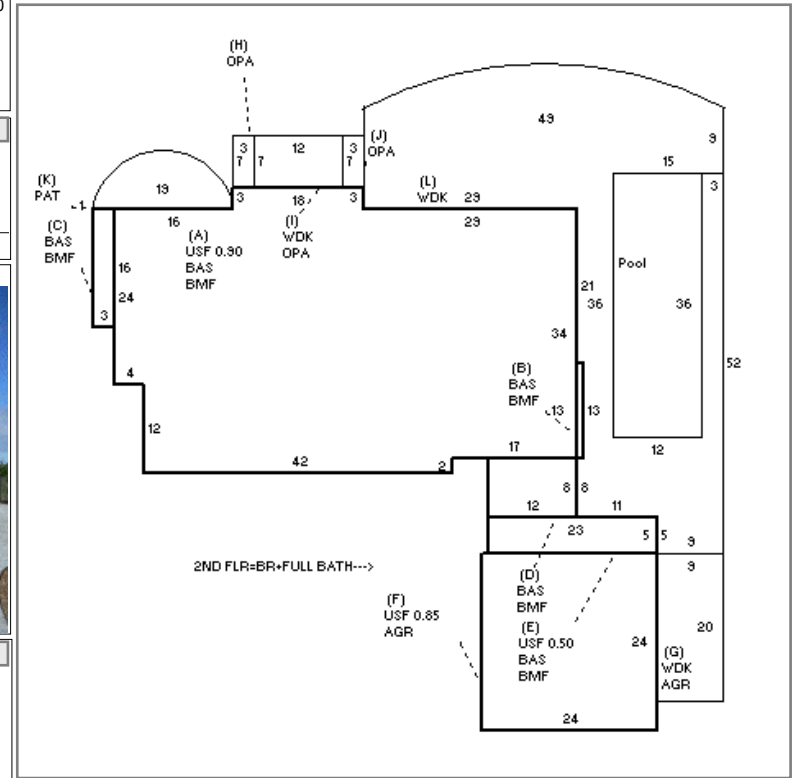 (H)
OPA
49
3
12
3
(J)
OPA
7
7
7
9
15
3
(K)
PAT
1
19
3
18
3
(L)
WDK
29
29
16
(C)
BAS
BMF
(A)
USF 0.90
BAS
BMF
(I)
WDK
OPA
16
24
3
Pool
21
36
36
34
52
4
(B)
BAS
BMF
13
13
12
42
2
17
12
8
8
12
11
23
5
5
9
9
2ND FLR=BR+FULL BATH--->
(D)
BAS
BMF
(F)
USF 0.85
AGR
(E)
USF 0.50
BAS
BMF
24
20
(G)
WDK
AGR
24